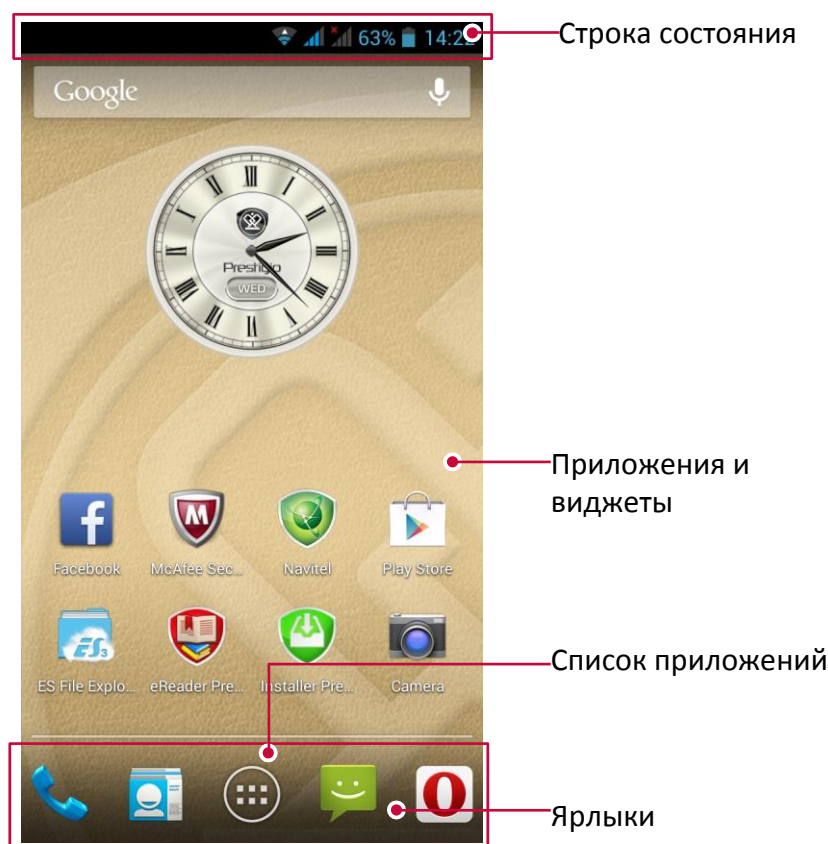 63% 14:22
Строка состояния
Google
Prestigio
WED
Приложения и
виджеты
Facebook McAfee Sec... Navitel Play Store
ES File Explo... eReader Pre... Installer Pre... Camera
Список приложений
Ярлыки